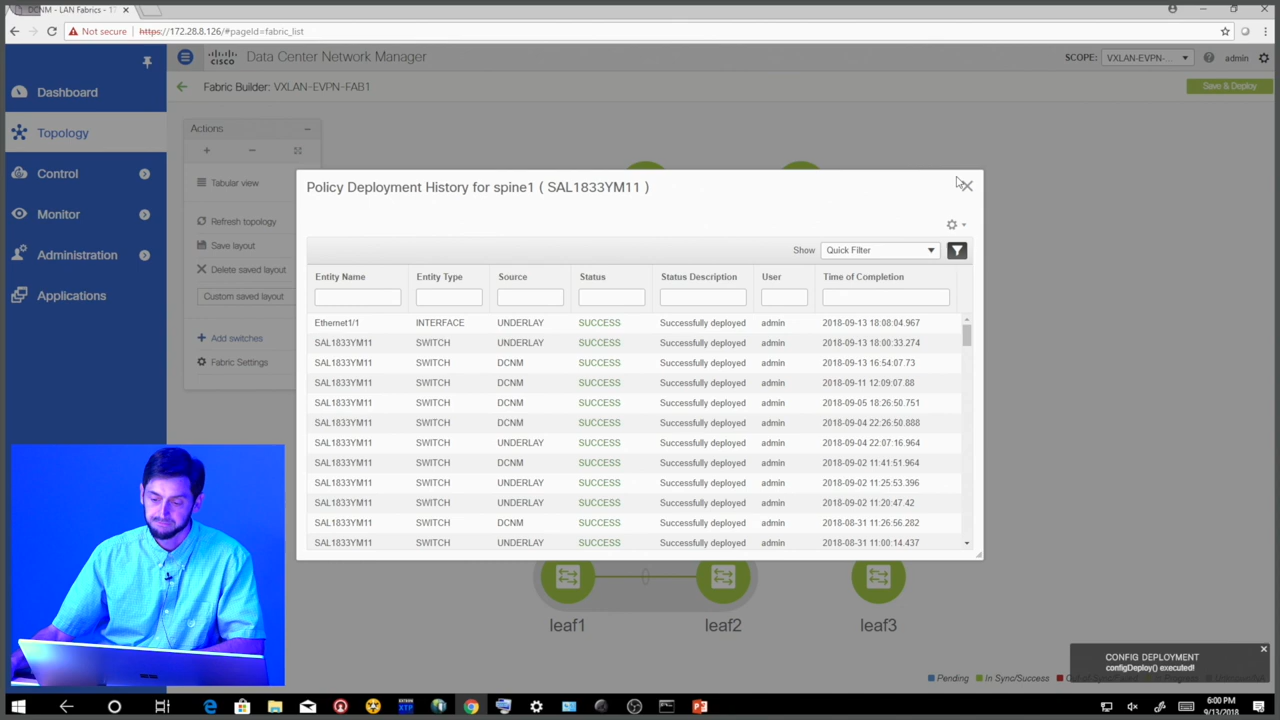 DCNM - LAN Fabrics - 17
Not secure https://172.28.8.126/#pageId=fabric_list
CISCO Data Center Network Manager SCOPE: VXLAN-EVPN-... admin
Fabric Builder: VXLAN-EVPN-FAB1 Save & Deploy
Dashboard
Topology
Control
Monitor
Administration
Applications
Actions
Tabular view
Refresh topology
Save layout
Delete saved layout
Custom saved layout
Add switches
Fabric Settings
Policy Deployment History for spine1 ( SAL1833YM11 )
Show Quick Filter
Entity Name Entity Type Source Status Status Description User Time of Completion
Ethernet1/1 INTERFACE UNDERLAY SUCCESS Successfully deployed admin 2018-09-13 18:08:04.967
SAL1833YM11 SWITCH UNDERLAY SUCCESS Successfully deployed admin 2018-09-13 18:00:33.274
SAL1833YM11 SWITCH DCNM SUCCESS Successfully deployed admin 2018-09-13 16:54:07.73
SAL1833YM11 SWITCH DCNM SUCCESS Successfully deployed admin 2018-09-11 12:09:07.88
SAL1833YM11 SWITCH DCNM SUCCESS Successfully deployed admin 2018-09-05 18:26:50.751
SAL1833YM11 SWITCH DCNM SUCCESS Successfully deployed admin 2018-09-04 22:26:50.888
SAL1833YM11 SWITCH UNDERLAY SUCCESS Successfully deployed admin 2018-09-04 22:07:16.964
SAL1833YM11 SWITCH DCNM SUCCESS Successfully deployed admin 2018-09-02 11:41:51.964
SAL1833YM11 SWITCH UNDERLAY SUCCESS Successfully deployed admin 2018-09-02 11:25:53.396
SAL1833YM11 SWITCH UNDERLAY SUCCESS Successfully deployed admin 2018-09-02 11:20:47.42
SAL1833YM11 SWITCH DCNM SUCCESS Successfully deployed admin 2018-08-31 11:26:56.282
SAL1833YM11 SWITCH UNDERLAY SUCCESS Successfully deployed admin 2018-08-31 11:00:14.437
leaf1 leaf2 leaf3
CONFIG DEPLOYMENT
configDeploy() executed!
Pending In Sync/Success
XTP
6:00 PM
9/13/2018